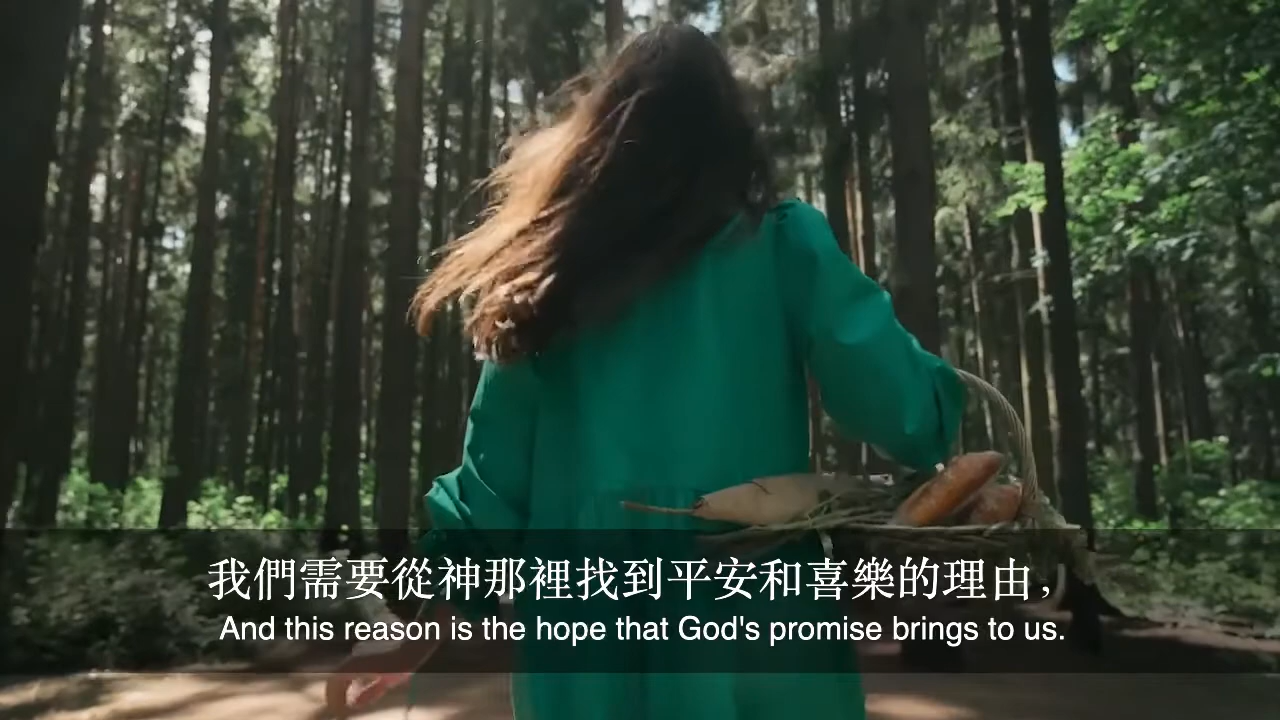 我們需要從神那裡找到平安和喜樂的理由，
And this reason is the hope that God's promise brings to us.